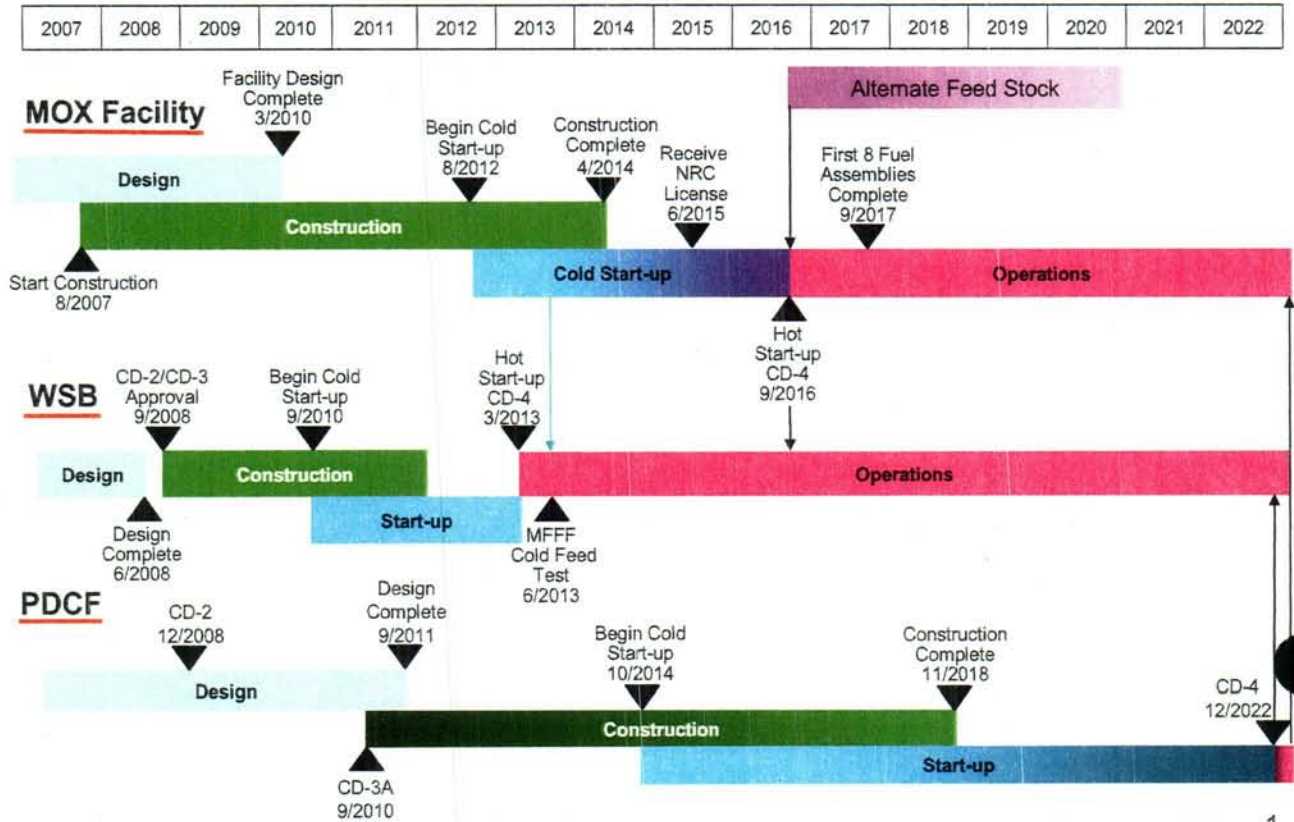 2007 2008 2009 2010 2011 2012 2013 2014 2015 2016 2017 2018 2019 2020 2021 2022
Alternate Feed Stock
MOX Facility
Facility Design
Complete
3/2010
Begin Cold
Start-up
8/2012
Construction
Complete
4/2014
Receive
NRC
License
6/2015
First 8 Fuel
Assemblies
Complete
9/2017
Design
Construction
Start Construction
8/2007
Cold Start-up
Operations
Hot
Start-up
CD-4
9/2016
WSB
CD-2/CD-3
Approval
9/2008
Begin Cold
Start-up
9/2010
Hot
Start-up
CD-4
3/2013
Design
Construction
Operations
Start-up
Design
Complete
6/2008
MFFF
Cold Feed
Test
6/2013
PDCF
CD-2
12/2008
Design
Complete
9/2011
Begin Cold
Start-up
10/2014
Construction
Complete
11/2018
CD-4
12/2022
Design
Construction
Start-up
CD-3A
9/2010